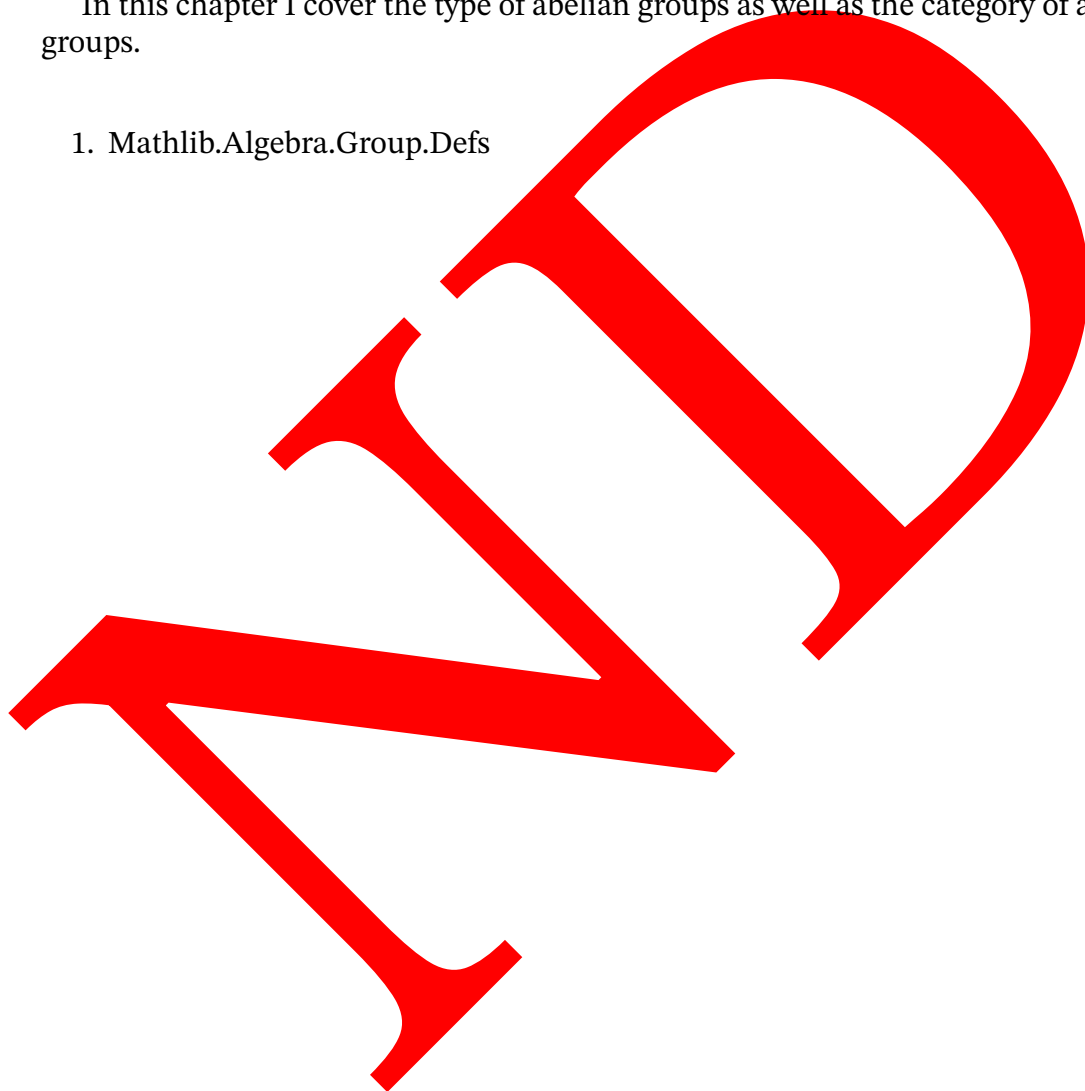 In this chapter I cover the type of abelian groups as well as the category of
groups.
1. Mathlib.Algebra.Group.Defs
ND